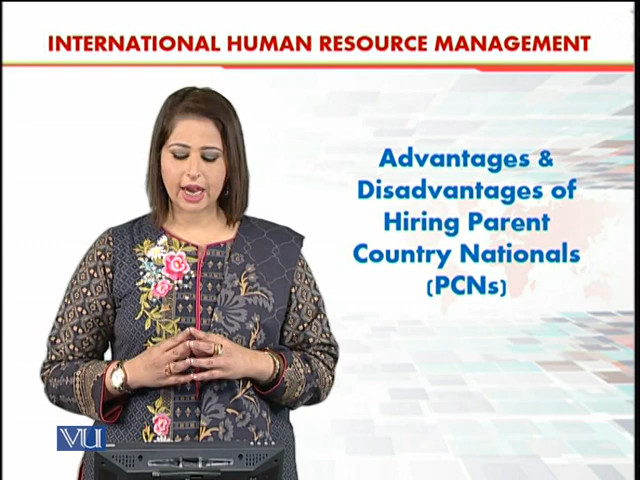 INTERNATIONAL HUMAN RESOURCE MANAGEMENT
Advantages &
Disadvantages of
Hiring Parent
Country Nationals
(PCNs)
VU